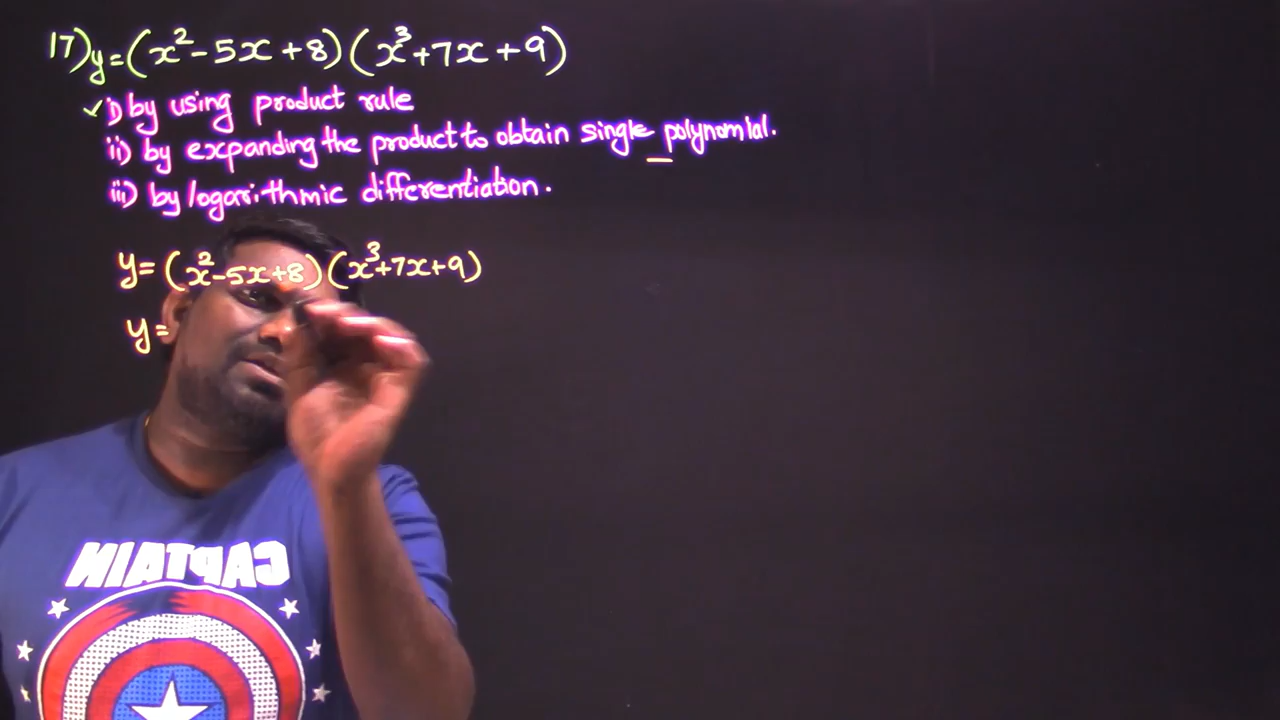 17) y=(x²-5x+8)(x³+7x+9)
i) by using product rule
ii) by expanding the product to obtain single polynomial.
iii) by logarithmic differentiation.
y=(x²-5x+8)(x³+7x+9)
y=
CAPTAIN